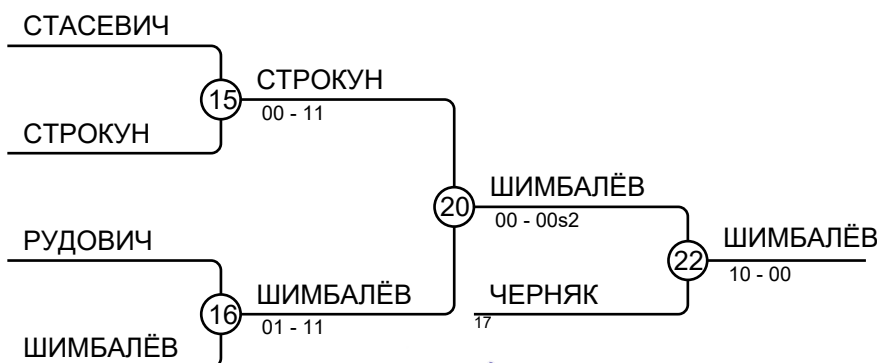 СТАСЕВИЧ
15
СТРОКУН
00 - 11
СТРОКУН
20
ШИМБАЛЁВ
00 - 00s2
РУДОВИЧ
22
ШИМБАЛЁВ
10 - 00
16
ШИМБАЛЁВ
01 - 11
ЧЕРНЯК
17
ШИМБАЛЁВ